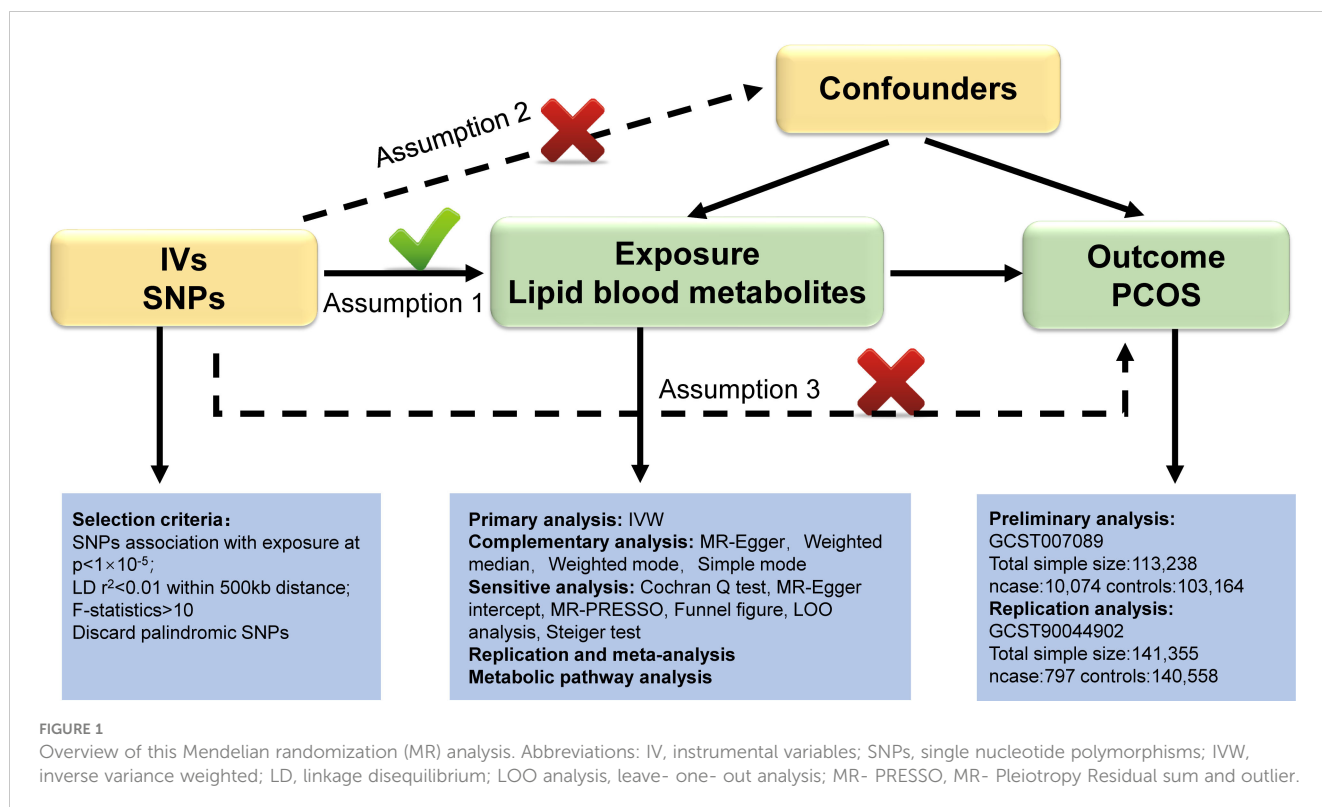 Confounders
Assumption 2
IVs
SNPs
Assumption 1
Exposure
Lipid blood metabolites
Outcome
PCOS
Assumption 3
Selection criteria：
SNPs association with exposure at
p<1×10-5;
LD r2<0.01 within 500kb distance;
F-statistics>10
Discard palindromic SNPs
Primary analysis: IVW
Complementary analysis: MR-Egger，Weighted
median, Weighted mode, Simple mode
Sensitive analysis: Cochran Q test, MR-Egger
intercept, MR-PRESSO, Funnel figure, LOO
analysis, Steiger test
Replication and meta-analysis
Metabolic pathway analysis
Preliminary analysis:
GCST007089
Total simple size:113,238
ncase:10,074 controls:103,164
Replication analysis:
GCST90044902
Total simple size:141,355
ncase:797 controls:140,558
FIGURE 1
Overview of this Mendelian randomization (MR) analysis. Abbreviations: IV, instrumental variables; SNPs, single nucleotide polymorphisms; IVW,
inverse variance weighted; LD, linkage disequilibrium; LOO analysis, leave- one- out analysis; MR- PRESSO, MR- Pleiotropy Residual sum and outlier.